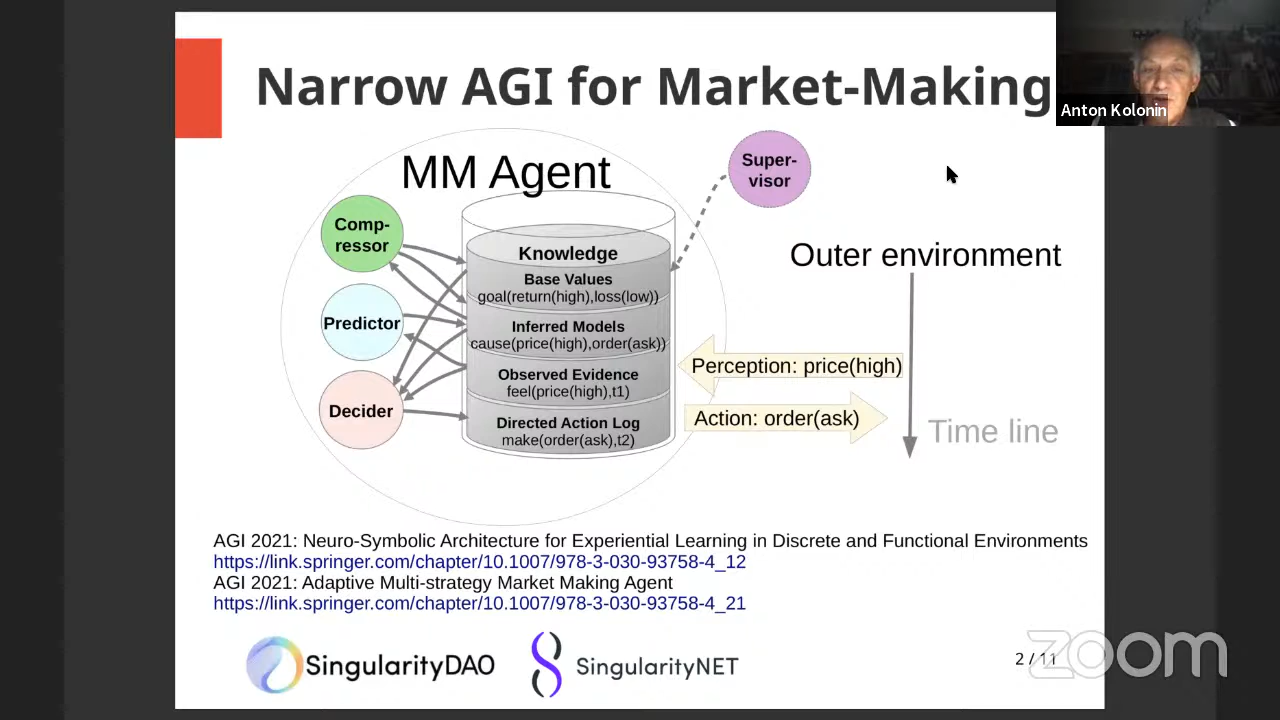 Narrow AGI for Market-Making
Anton Kolonin
MM Agent
Super-
visor
Comp-
ressor
Predictor
Decider
Knowledge
Base Values
goal(return(high),loss(low))
Inferred Models
cause(price(high),order(ask))
Observed Evidence
feel(price(high),t1)
Directed Action Log
make(order(ask),t2)
Outer environment
Perception: price(high)
Action: order(ask)
Time line
AGI 2021: Neuro-Symbolic Architecture for Experiential Learning in Discrete and Functional Environments
https://link.springer.com/chapter/10.1007/978-3-030-93758-4_12
AGI 2021: Adaptive Multi-strategy Market Making Agent
https://link.springer.com/chapter/10.1007/978-3-030-93758-4_21
SingularityDAO
SingularityNET
2 / 11
zoom